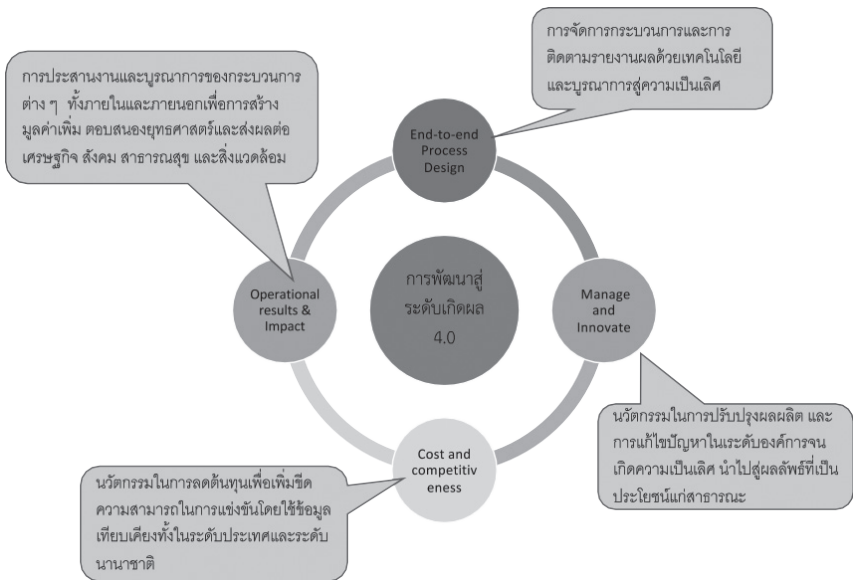 การจัดการกระบวนการและการ
ติดตามรายงานผลด้วยเทคโนโลยี
และบูรณาการสู่ความเป็นเลิศ
การประสานงานและบูรณาการของกระบวนการ
ต่าง ๆ ทั้งภายในและภายนอกเพื่อการสร้าง
มูลค่าเพิ่ม ตอบสนองยุทธศาสตร์และส่งผลต่อ
เศรษฐกิจ สังคม สาธารณสุข และสิ่งแวดล้อม
End-to-end
Process
Design
Operational
results &
Impact
การพัฒนาสู่
ระดับเกิดผล
4.0
Manage
and
Innovate
นวัตกรรมในการปรับปรุงผลผลิต และ
การแก้ไขปัญหาในเระดับองค์การจน
เกิดความเป็นเลิศ นำไปสู่ผลลัพธ์ที่เป็น
ประโยชน์แก่สาธารณะ
Cost and
competitiv
eness
นวัตกรรมในการลดต้นทุนเพื่อเพิ่มขีด
ความสามารถในการแข่งขันโดยใช้ข้อมูล
เทียบเคียงทั้งในระดับประเทศและระดับ
นานาชาติ